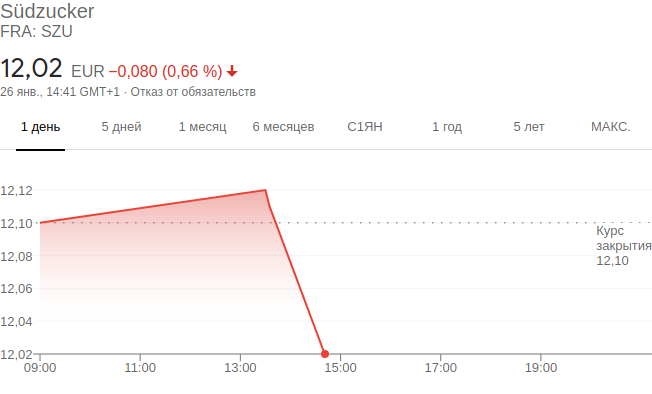 Südzucker
FRA: SZU
12,02 EUR −0,080 (0,66 %)
26 янв., 14:41 GMT+1 · Отказ от обязательств
1 день 5 дней 1 месяц 6 месяцев С1ЯН 1 год 5 лет МАКС.
12,12
12,10
Курс
закрытия
12,10
12,08
12,06
12,04
12,02
09:00 11:00 13:00 15:00 17:00 19:00